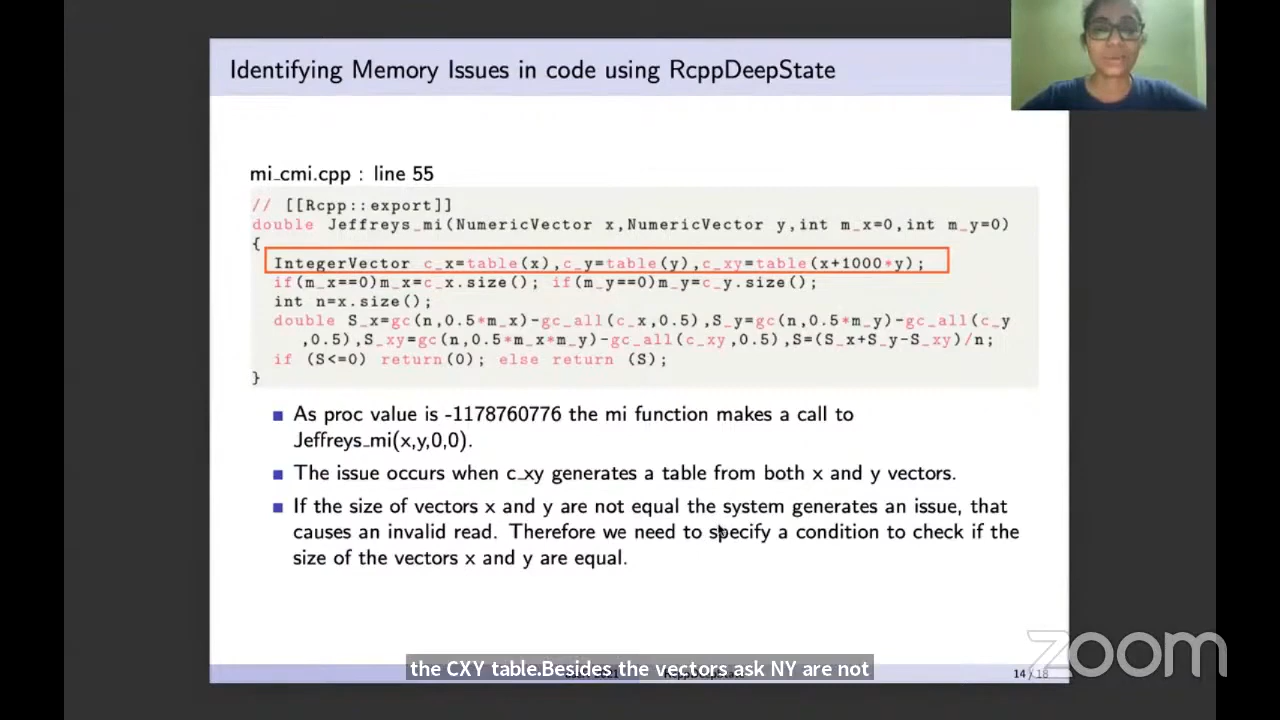 Identifying Memory Issues in code using RcppDeepState
mi_cmi.cpp : line 55
// [[Rcpp::export]]
double Jeffreys_mi(NumericVector x,NumericVector y,int m_x=0,int m_y=0)
{
IntegerVector c_x=table(x),c_y=table(y),c_xy=table(x+1000*y);
if(m_x==0)m_x=c_x.size(); if(m_y==0)m_y=c_y.size();
int n=x.size();
double S_x=gc(n,0.5*m_x)-gc_all(c_x,0.5),S_y=gc(n,0.5*m_y)-gc_all(c_y
,0.5),S_xy=gc(n,0.5*m_x*m_y)-gc_all(c_xy,0.5),S=(S_x+S_y-S_xy)/n;
if (S<=0) return(0); else return (S);
}
As proc value is -1178760776 the mi function makes a call to
Jeffreys_mi(x,y,0,0).
The issue occurs when c_xy generates a table from both x and y vectors.
If the size of vectors x and y are not equal the system generates an issue, that
causes an invalid read. Therefore we need to specify a condition to check if the
size of the vectors x and y are equal.
the CXY table.Besides the vectors ask NY are not
14 / 18
zoom